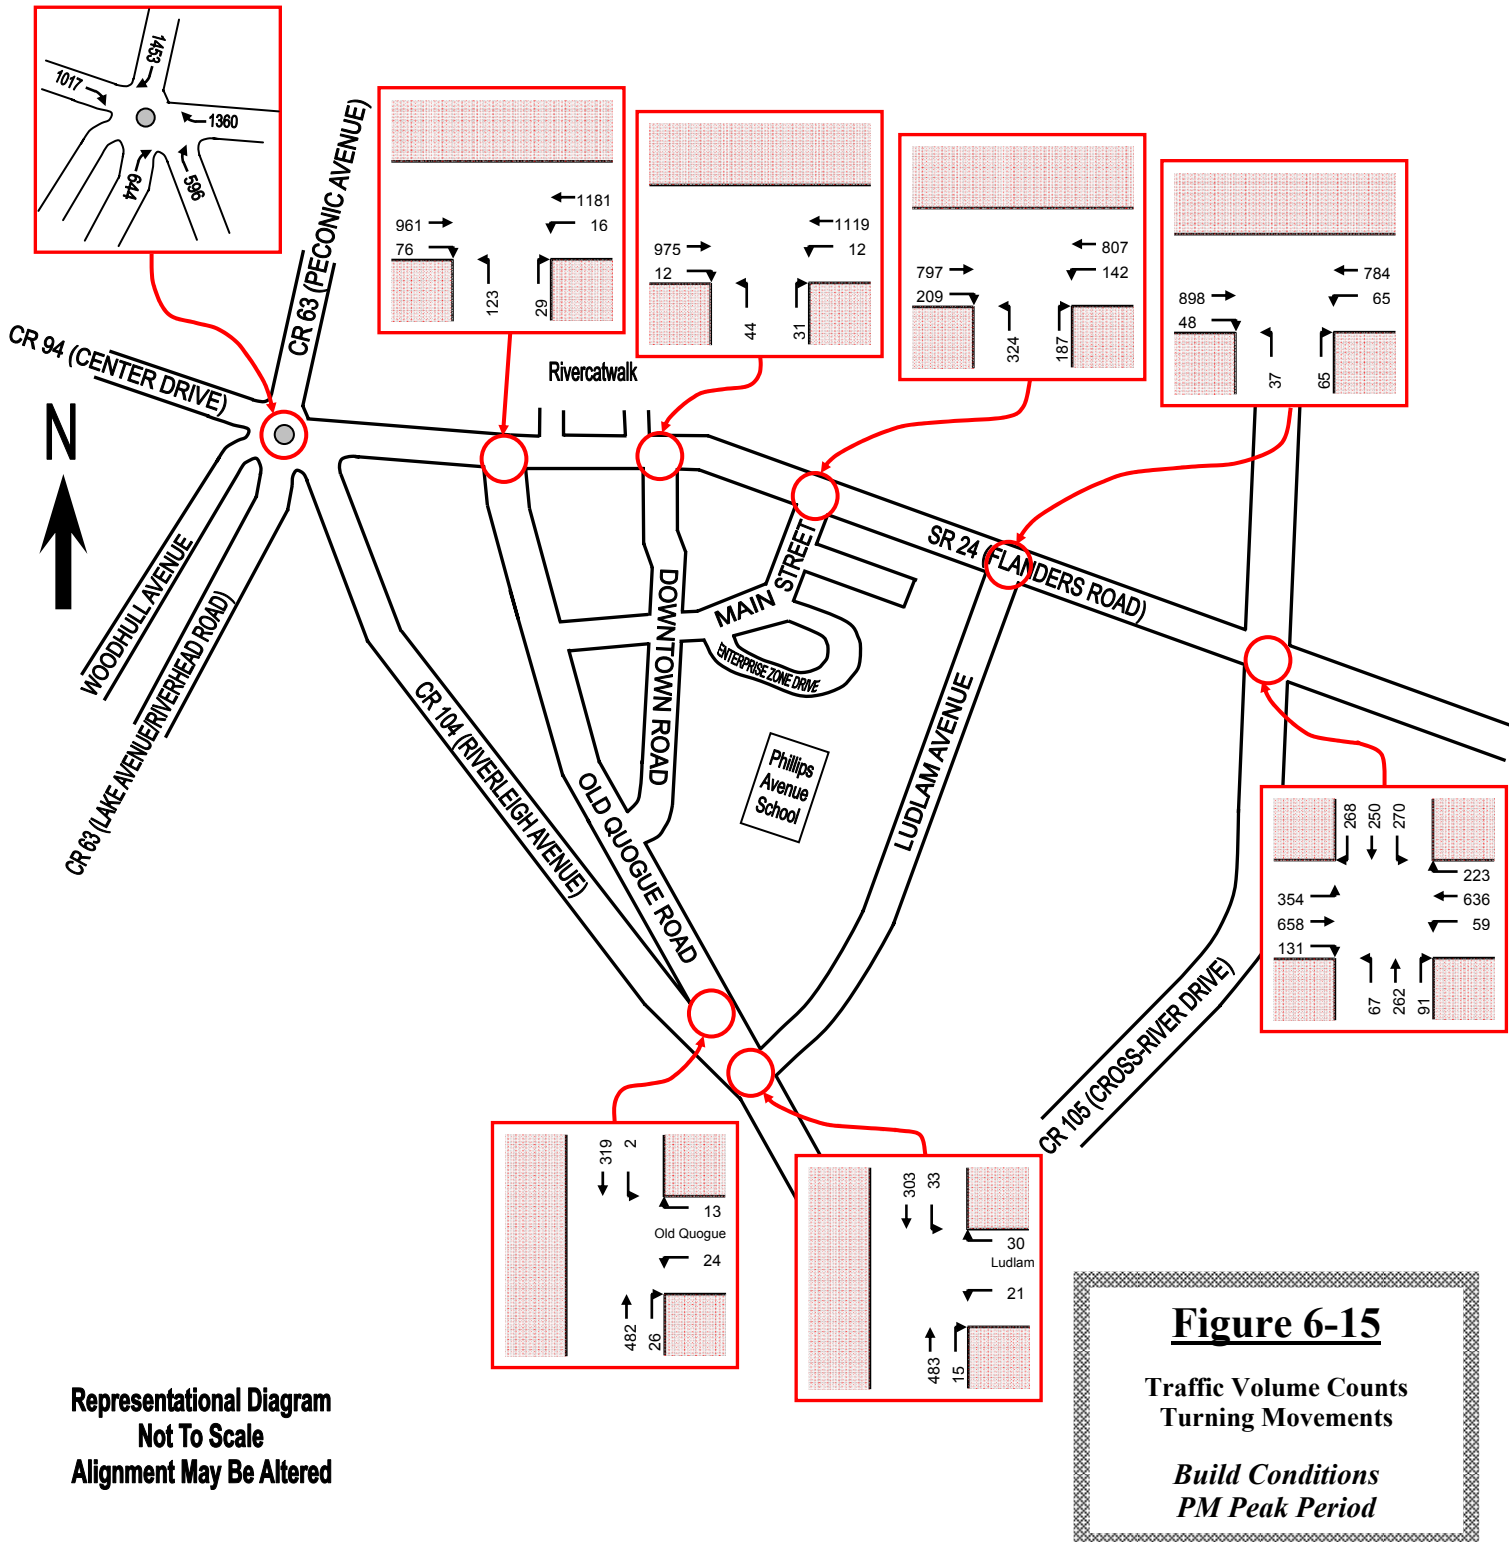 1453
1017
1360
644
596
CR 63 (PECONIC AVENUE)
CR 94 (CENTER DRIVE)
N
WOODHULL AVENUE
CR 63 (LAKE AVENUE/RIVERHEAD ROAD)
961
76
1181
16
123
29
975
12
1119
12
44
31
797
209
807
142
324
187
898
48
784
65
37
65
Rivercatwalk
SR 24 (FLANDERS ROAD)
MAIN STREET
ENTERPRISE ZONE DRIVE
DOWNTOWN ROAD
CR 104 (RIVERLEIGH AVENUE)
OLD QUOGUE ROAD
Phillips
Avenue
School
LUDLAM AVENUE
CR 105 (CROSS-RIVER DRIVE)
268
250
270
223
354
636
658
59
131
67
262
91
319
2
13
Old Quogue
24
482
26
303
33
30
Ludlam
21
483
15
Representational Diagram
Not To Scale
Alignment May Be Altered
Figure 6-15
Traffic Volume Counts
Turning Movements
Build Conditions
PM Peak Period